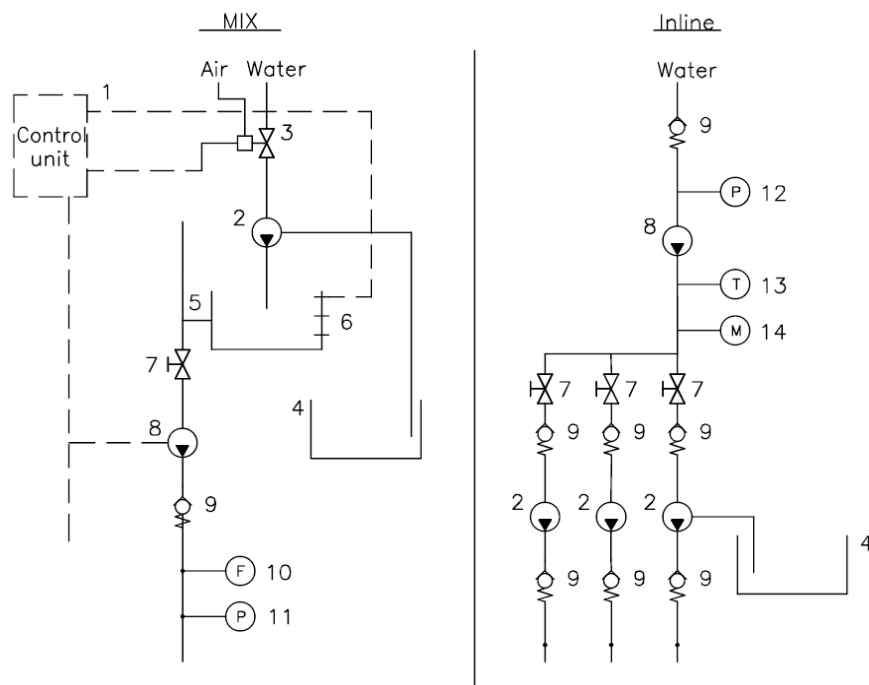 MIX
Inline
Air Water
Water
1
Control
unit
3
9
2
P 12
8
5
6
T 13
M 14
7
7 7 7
4
8
9 9 9
9
2 2 2
4
F 10
9 9 9
P 11